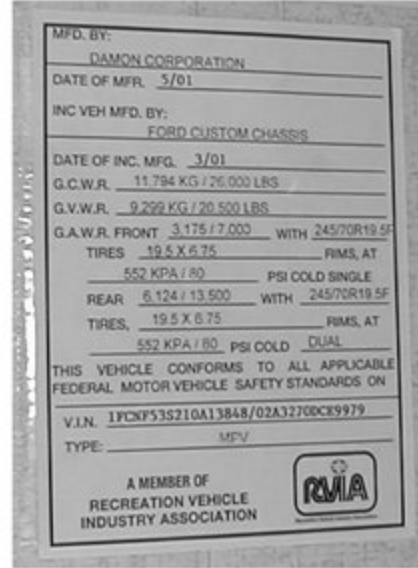 MFD. BY:
DAMON CORPORATION
DATE OF MFR. 5/01
INC VEH MFD. BY:
FORD CUSTOM CHASSIS
DATE OF INC. MFG. 3/01
G.C.W.R. 11,794 KG / 26,000 LBS
G.V.W.R. 9,299 KG / 20,500 LBS
G.A.W.R. FRONT 3,175 / 7,000 WITH 245/70R19.5F
TIRES 19.5 X 6.75 RIMS, AT
552 KPA / 80 PSI COLD SINGLE
REAR 6,124 / 13,500 WITH 245/70R19.5F
TIRES, 19.5 X 6.75 RIMS, AT
552 KPA / 80 PSI COLD DUAL
THIS VEHICLE CONFORMS TO ALL APPLICABLE
FEDERAL MOTOR VEHICLE SAFETY STANDARDS ON
V.I.N. 1FCNF53S210A13848/02A3270DCE9979
TYPE: MPV
A MEMBER OF
RECREATION VEHICLE
INDUSTRY ASSOCIATION
RVIA